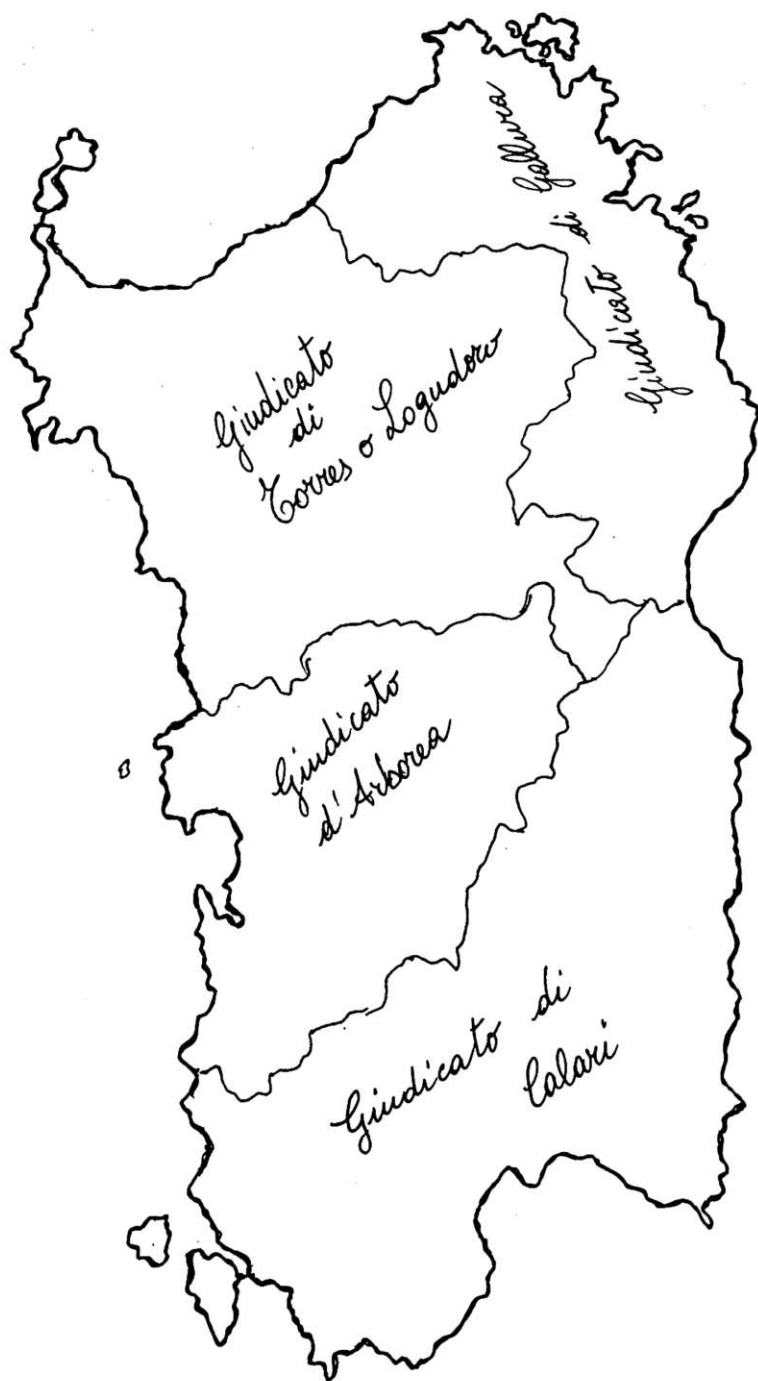 Giudicato di Gallura
Giudicato
di
Torres o Logudoro
Giudicato
d'Arborea
Giudicato di
Calari